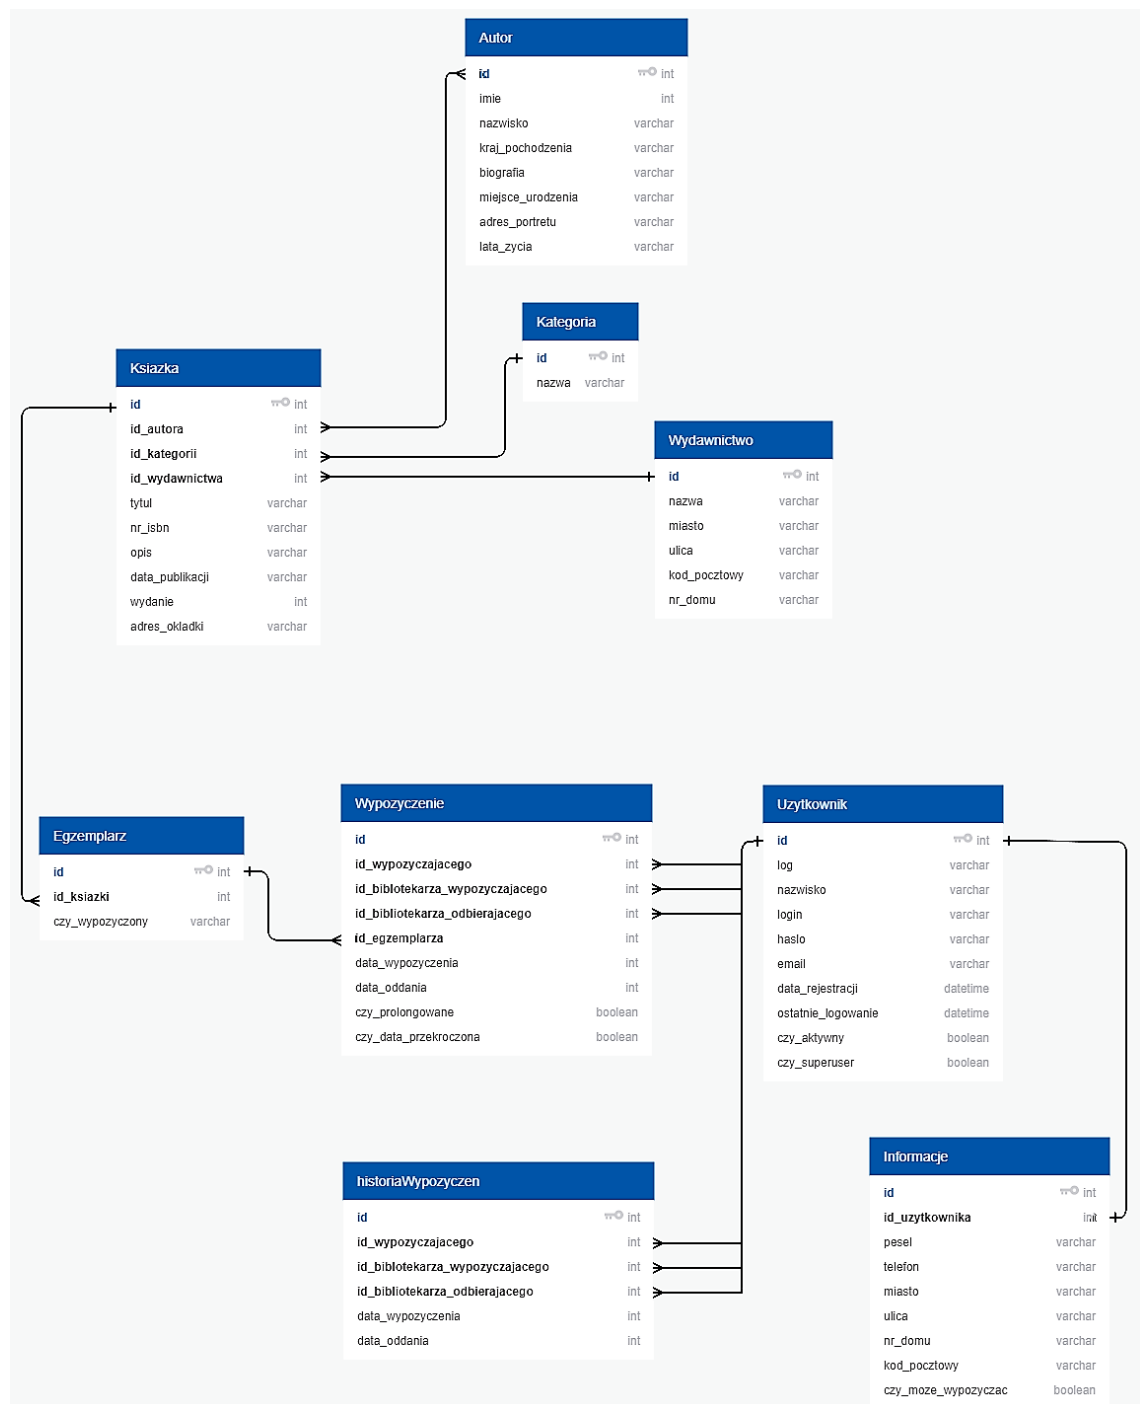 Autor
id int
imie int
nazwisko varchar
kraj_pochodzenia varchar
biografia varchar
miejsce_urodzenia varchar
adres_portretu varchar
lata_zycia varchar
Kategoria
id int
nazwa varchar
Ksiazka
id int
id_autora int
id_kategorii int
id_wydawnictwa int
tytul varchar
nr_isbn varchar
opis varchar
data_publikacji varchar
wydanie int
adres_okladki varchar
Wydawnictwo
id int
nazwa varchar
miasto varchar
ulica varchar
kod_pocztowy varchar
nr_domu varchar
Egzemplarz
id int
id_ksiazki int
czy_wypozyczony varchar
Wypozyczenie
id int
id_wypozyczajacego int
id_biblotekarza_wypozyczajacego int
id_bibliotekarza_odbierajacego int
id_egzemplarza int
data_wypozyczenia int
data_oddania int
czy_prolongowane boolean
czy_data_przekroczona boolean
Uzytkownik
id int
log varchar
nazwisko varchar
login varchar
haslo varchar
email varchar
data_rejestracji datetime
ostatnie_logowanie datetime
czy_aktywny boolean
czy_superuser boolean
historiaWypozyczen
id int
id_wypozyczajacego int
id_biblotekarza_wypozyczajacego int
id_bibliotekarza_odbierajacego int
data_wypozyczenia int
data_oddania int
Informacje
id int
id_uzytkownika int
pesel varchar
telefon varchar
miasto varchar
ulica varchar
nr_domu varchar
kod_pocztowy varchar
czy_moze_wypozyczac boolean